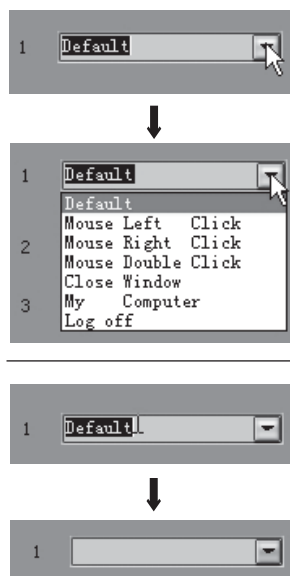 1 Default
1 Default
Default
Mouse Left Click
Mouse Right Click
2
Mouse Double Click
Close Window
3
My Computer
Log off
1 Default
1